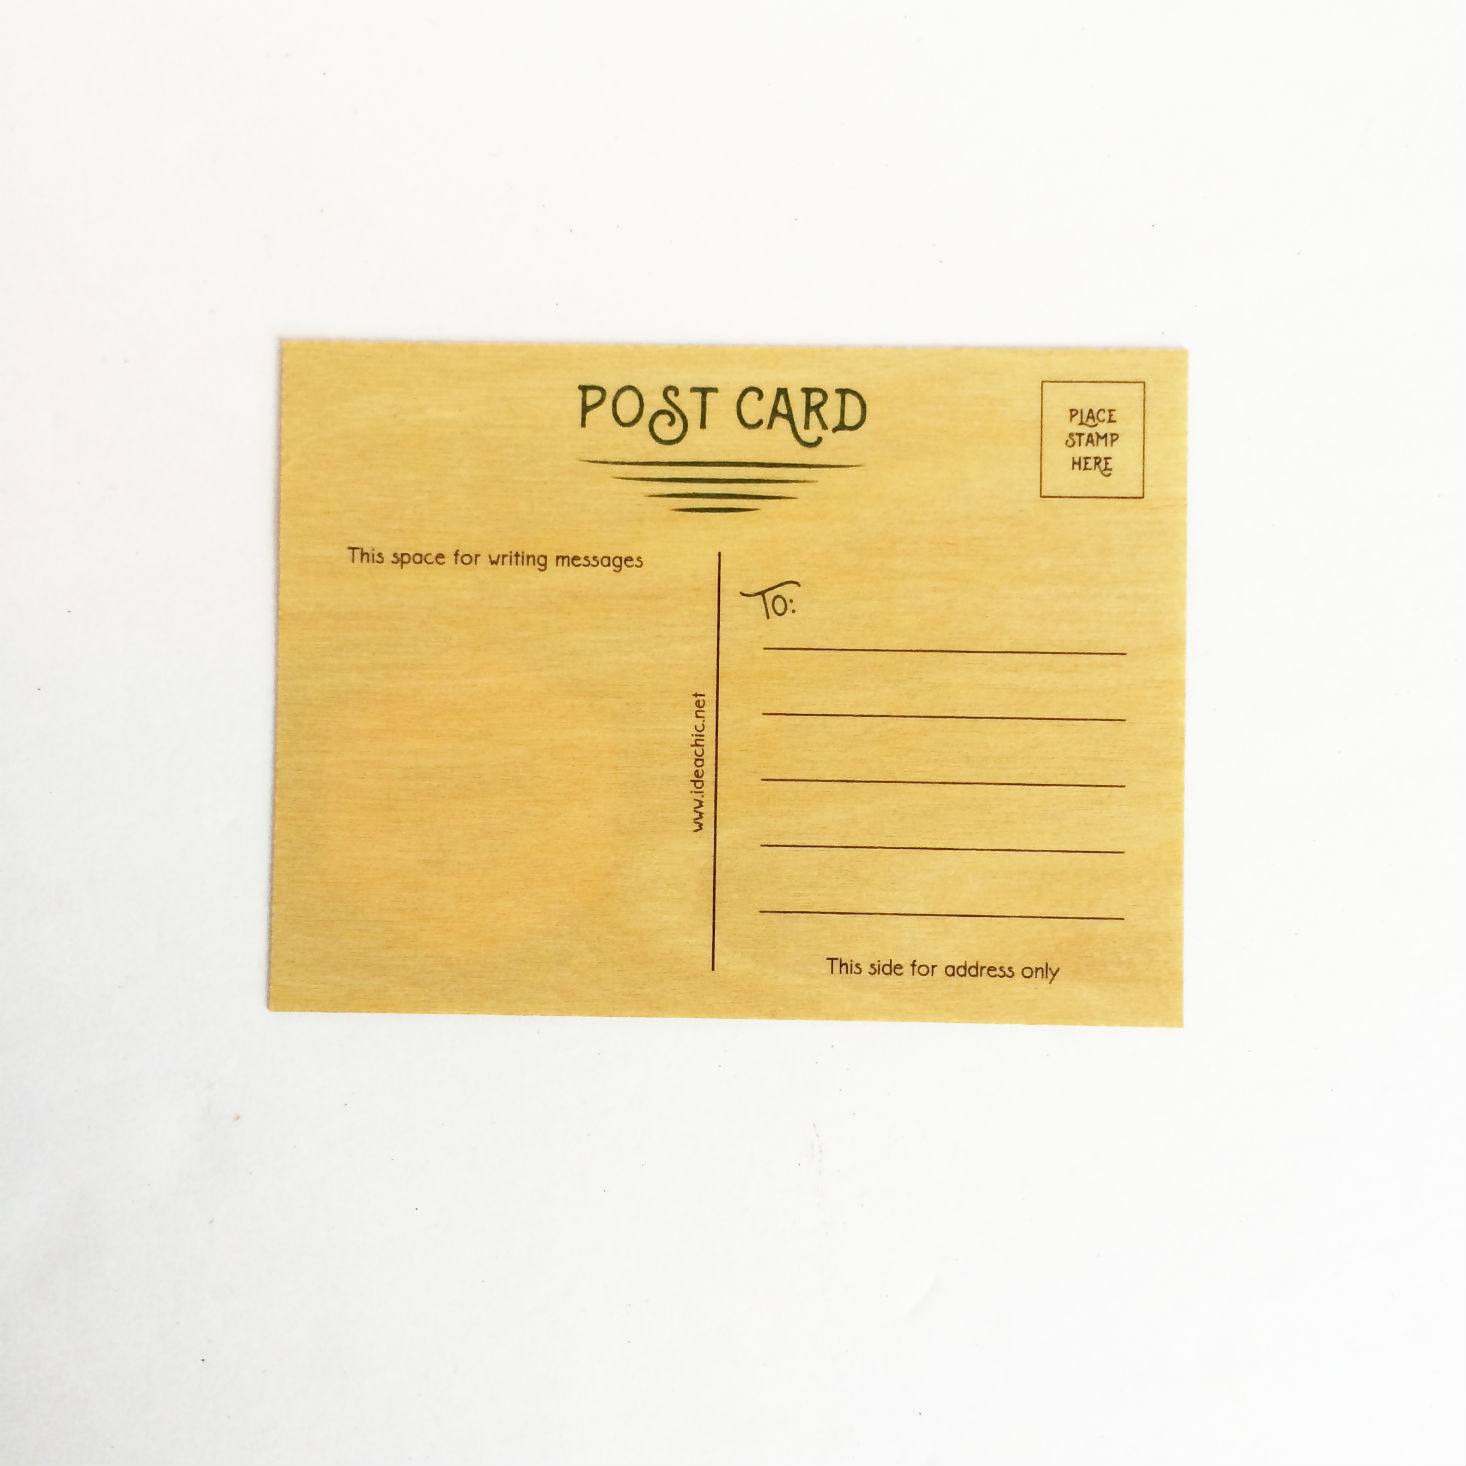 POST CARD
PLACE
STAMP
HERE
This space for writing messages
To:
www.ideachic.net
This side for address only